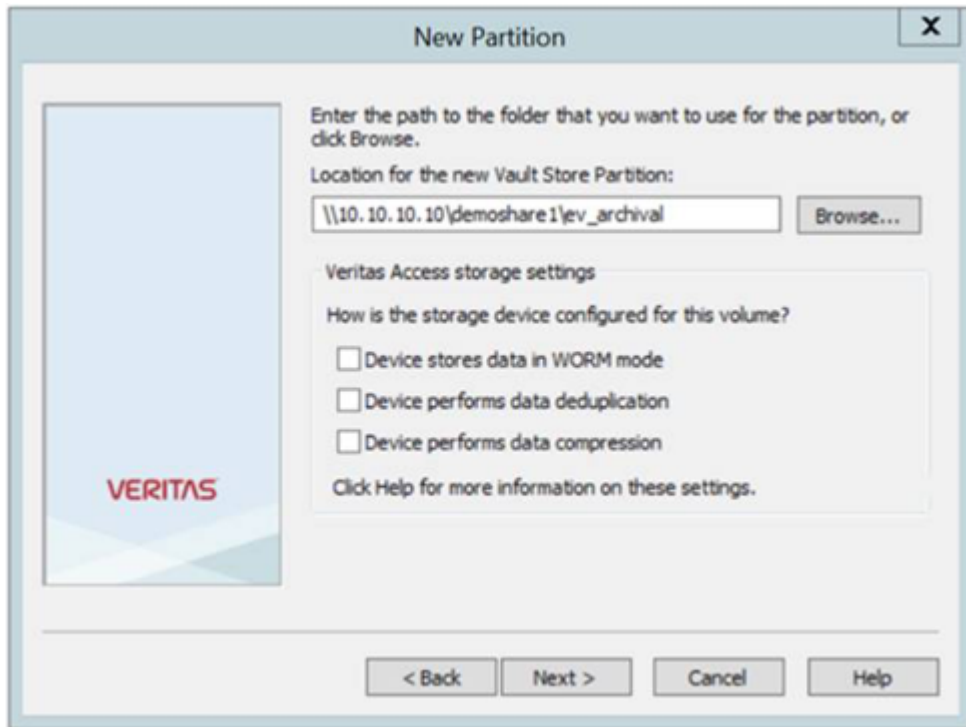 New Partition
X
Enter the path to the folder that you want to use for the partition, or
click Browse.
Location for the new Vault Store Partition:
\\10.10.10.10\demoshare1\ev_archival
Browse...
Veritas Access storage settings
How is the storage device configured for this volume?
Device stores data in WORM mode
Device performs data deduplication
Device performs data compression
Click Help for more information on these settings.
VERITAS
< Back
Next >
Cancel
Help